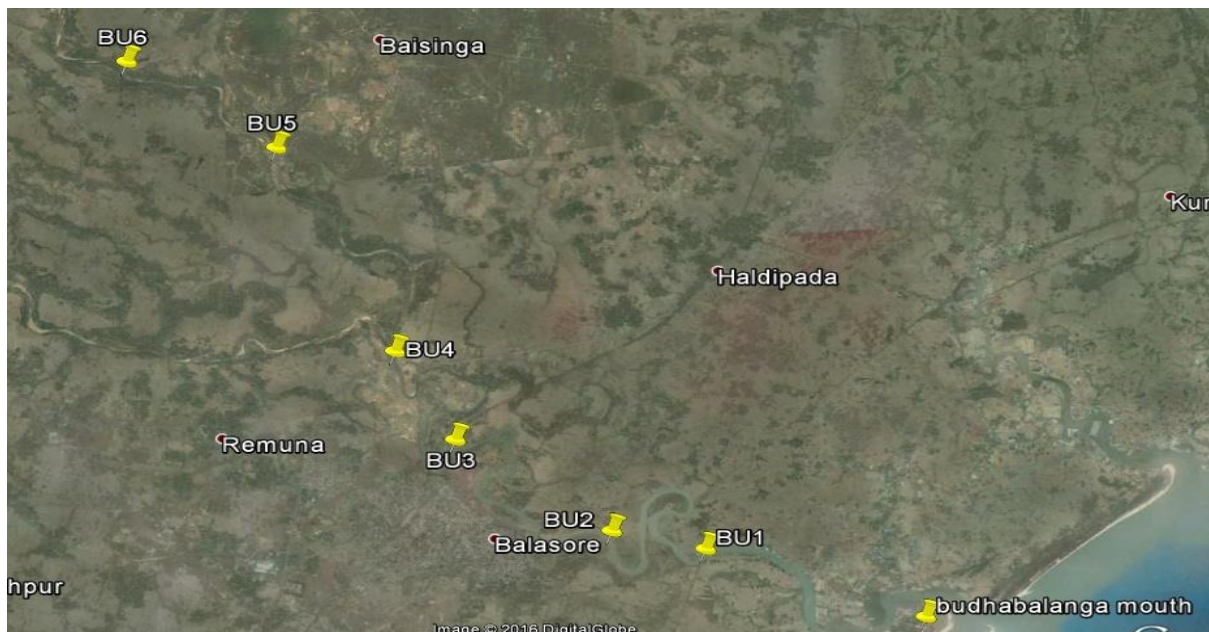 BU6
Baisinga
BU5
Kur
Haldipada
BU4
Remuna
BU3
BU2
BU1
Balasore
hpur
budhabalanga mouth
Image © 2016 DigitalGlobe